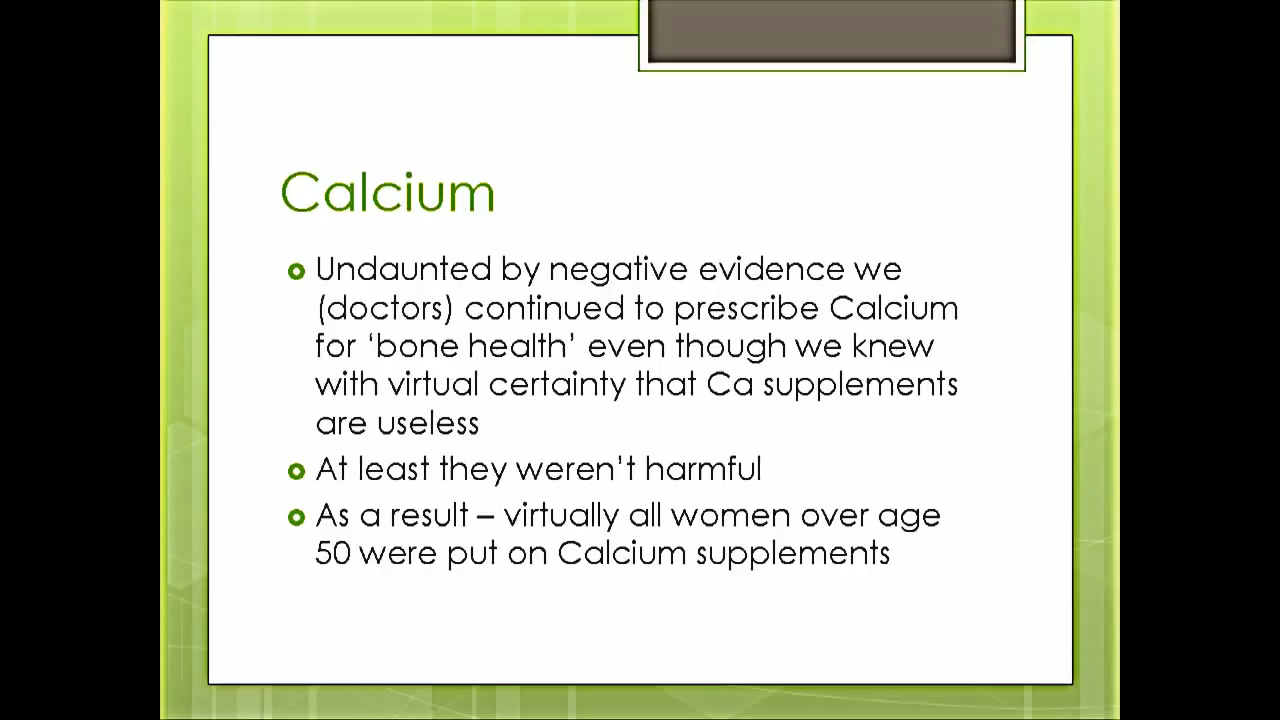 Calcium
Undaunted by negative evidence we
(doctors) continued to prescribe Calcium
for ‘bone health’ even though we knew
with virtual certainty that Ca supplements
are useless
At least they weren’t harmful
As a result – virtually all women over age
50 were put on Calcium supplements